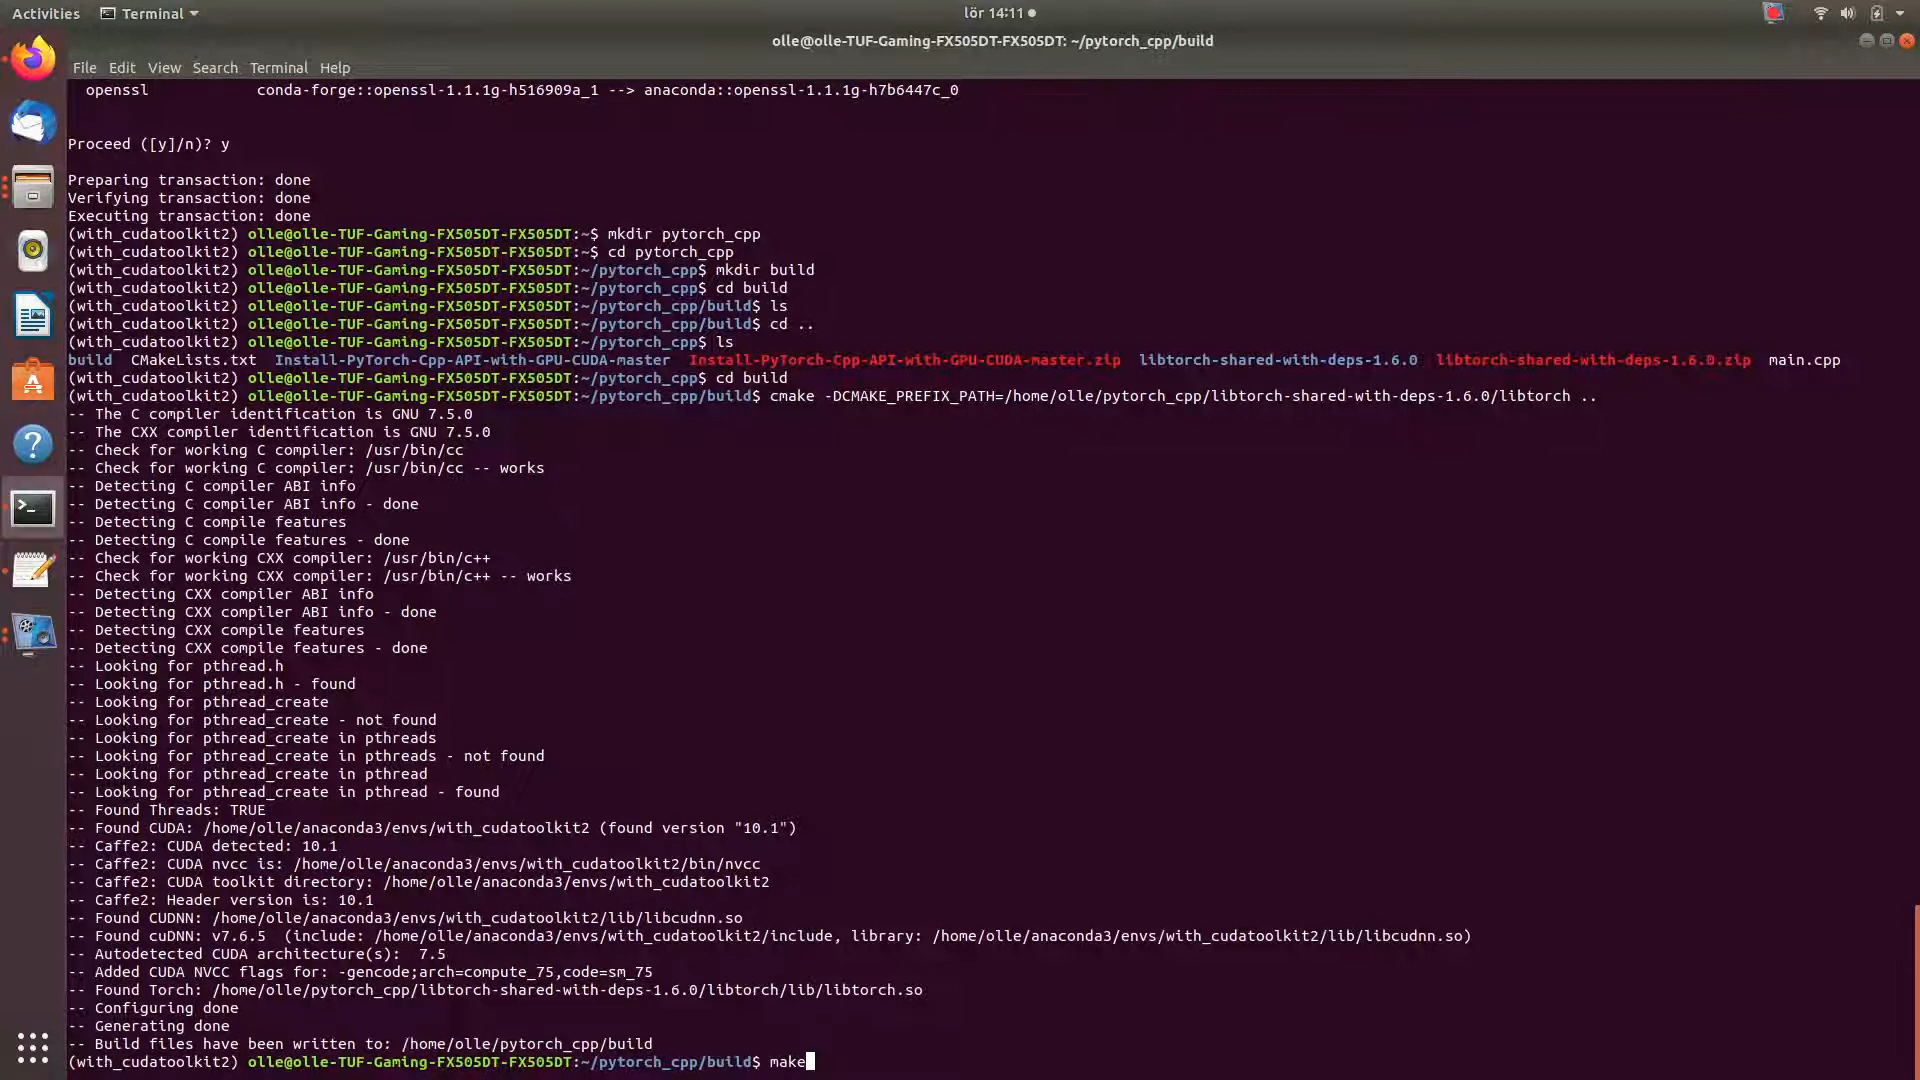 Activities Terminal lör 14:11
olle@olle-TUF-Gaming-FX505DT-FX505DT: ~/pytorch_cpp/build
File Edit View Search Terminal Help
openssl conda-forge::openssl-1.1.1g-h516909a_1 --> anaconda::openssl-1.1.1g-h7b6447c_0
Proceed ([y]/n)? y
Preparing transaction: done
Verifying transaction: done
Executing transaction: done
(with_cudatoolkit2) olle@olle-TUF-Gaming-FX505DT-FX505DT:~$ mkdir pytorch_cpp
(with_cudatoolkit2) olle@olle-TUF-Gaming-FX505DT-FX505DT:~$ cd pytorch_cpp
(with_cudatoolkit2) olle@olle-TUF-Gaming-FX505DT-FX505DT:~/pytorch_cpp$ mkdir build
(with_cudatoolkit2) olle@olle-TUF-Gaming-FX505DT-FX505DT:~/pytorch_cpp$ cd build
(with_cudatoolkit2) olle@olle-TUF-Gaming-FX505DT-FX505DT:~/pytorch_cpp/build$ ls
(with_cudatoolkit2) olle@olle-TUF-Gaming-FX505DT-FX505DT:~/pytorch_cpp/build$ cd ..
(with_cudatoolkit2) olle@olle-TUF-Gaming-FX505DT-FX505DT:~/pytorch_cpp$ ls
build CMakeLists.txt Install-PyTorch-Cpp-API-with-GPU-CUDA-master Install-PyTorch-Cpp-API-with-GPU-CUDA-master.zip libtorch-shared-with-deps-1.6.0 libtorch-shared-with-deps-1.6.0.zip main.cpp
(with_cudatoolkit2) olle@olle-TUF-Gaming-FX505DT-FX505DT:~/pytorch_cpp$ cd build
(with_cudatoolkit2) olle@olle-TUF-Gaming-FX505DT-FX505DT:~/pytorch_cpp/build$ cmake -DCMAKE_PREFIX_PATH=/home/olle/pytorch_cpp/libtorch-shared-with-deps-1.6.0/libtorch ..
-- The C compiler identification is GNU 7.5.0
-- The CXX compiler identification is GNU 7.5.0
-- Check for working C compiler: /usr/bin/cc
-- Check for working C compiler: /usr/bin/cc -- works
-- Detecting C compiler ABI info
-- Detecting C compiler ABI info - done
-- Detecting C compile features
-- Detecting C compile features - done
-- Check for working CXX compiler: /usr/bin/c++
-- Check for working CXX compiler: /usr/bin/c++ -- works
-- Detecting CXX compiler ABI info
-- Detecting CXX compiler ABI info - done
-- Detecting CXX compile features
-- Detecting CXX compile features - done
-- Looking for pthread.h
-- Looking for pthread.h - found
-- Looking for pthread_create
-- Looking for pthread_create - not found
-- Looking for pthread_create in pthreads
-- Looking for pthread_create in pthreads - not found
-- Looking for pthread_create in pthread
-- Looking for pthread_create in pthread - found
-- Found Threads: TRUE
-- Found CUDA: /home/olle/anaconda3/envs/with_cudatoolkit2 (found version "10.1")
-- Caffe2: CUDA detected: 10.1
-- Caffe2: CUDA nvcc is: /home/olle/anaconda3/envs/with_cudatoolkit2/bin/nvcc
-- Caffe2: CUDA toolkit directory: /home/olle/anaconda3/envs/with_cudatoolkit2
-- Caffe2: Header version is: 10.1
-- Found CUDNN: /home/olle/anaconda3/envs/with_cudatoolkit2/lib/libcudnn.so
-- Found cuDNN: v7.6.5  (include: /home/olle/anaconda3/envs/with_cudatoolkit2/include, library: /home/olle/anaconda3/envs/with_cudatoolkit2/lib/libcudnn.so)
-- Autodetected CUDA architecture(s):  7.5
-- Added CUDA NVCC flags for: -gencode;arch=compute_75,code=sm_75
-- Found Torch: /home/olle/pytorch_cpp/libtorch-shared-with-deps-1.6.0/libtorch/lib/libtorch.so
-- Configuring done
-- Generating done
-- Build files have been written to: /home/olle/pytorch_cpp/build
(with_cudatoolkit2) olle@olle-TUF-Gaming-FX505DT-FX505DT:~/pytorch_cpp/build$ make